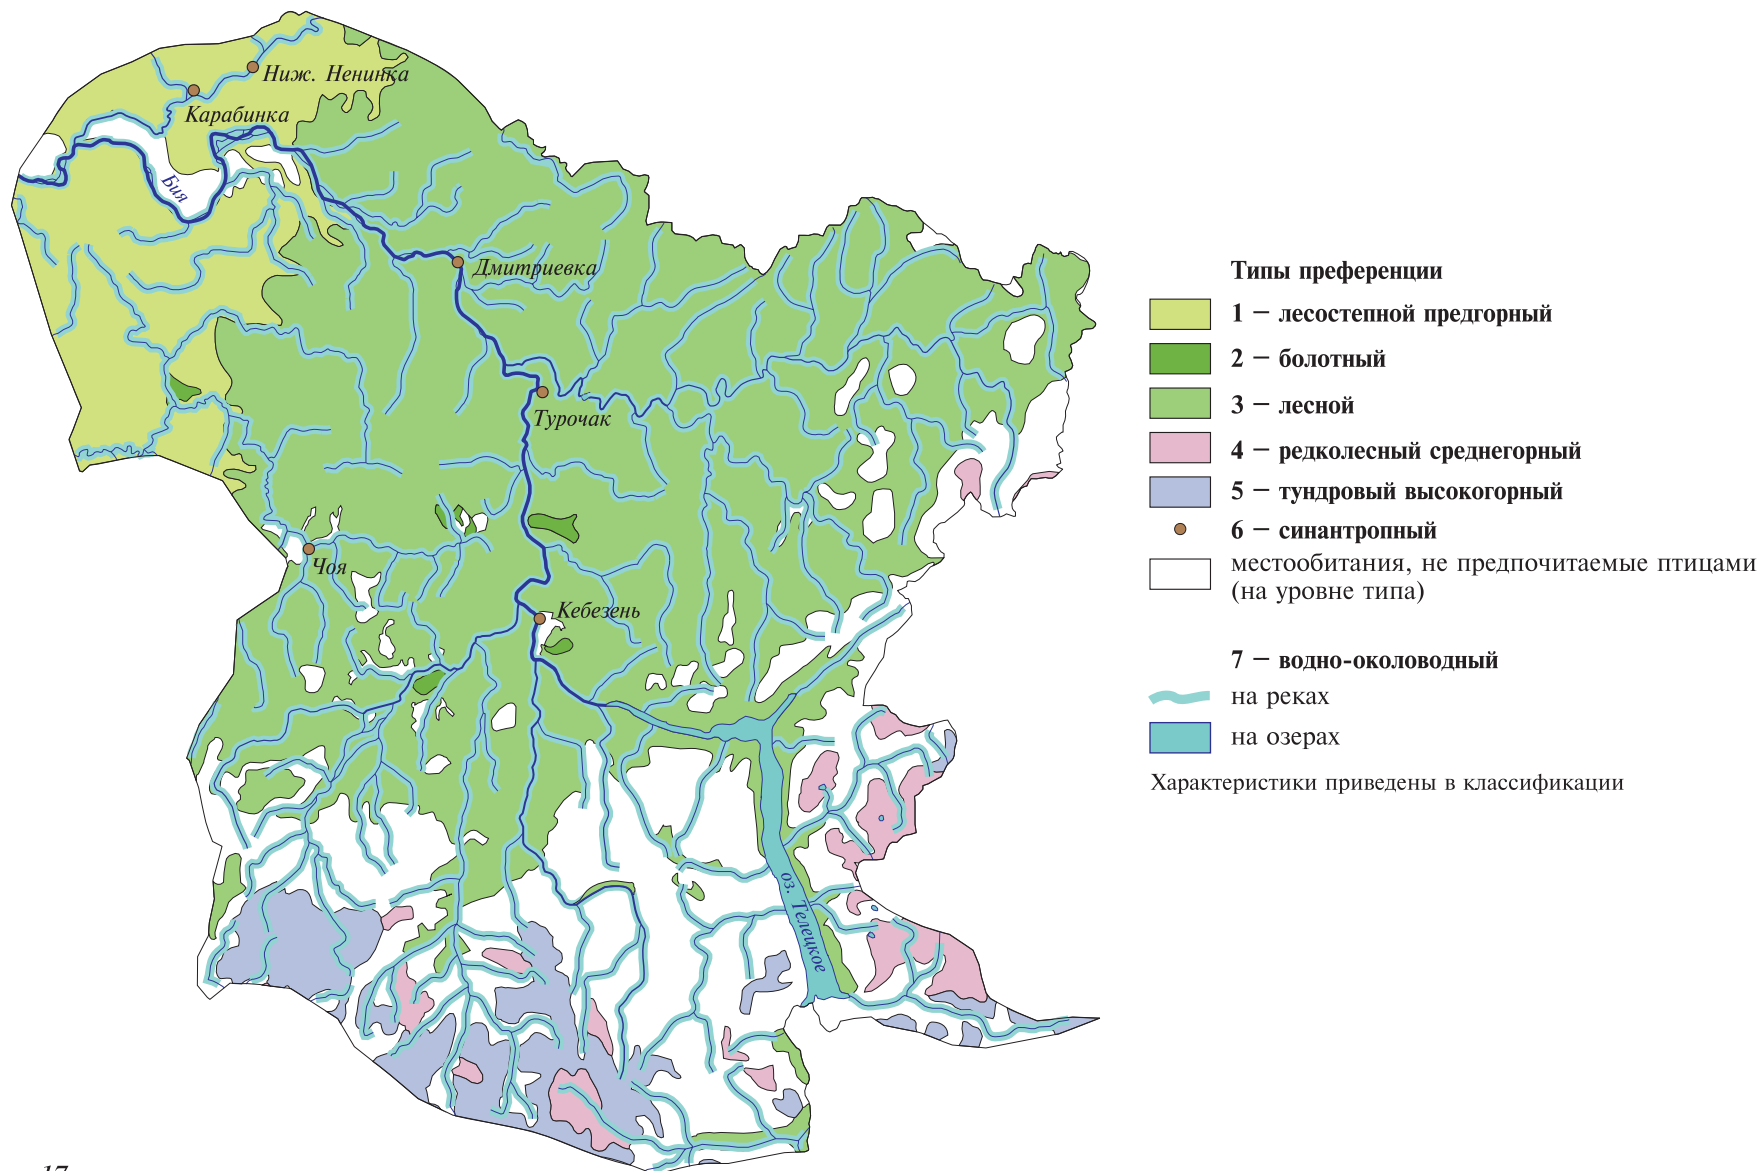 Ниж. Ненинка
Карабинка
Бия
Дмитриевка
Турочак
Чоя
Кебезень
оз. Телецкое
Типы преференции
1 – лесостепной предгорный
2 – болотный
3 – лесной
4 – редколесный среднегорный
5 – тундровый высокогорный
6 – синантропный
местообитания, не предпочитаемые птицами
(на уровне типа)
7 – водно-околоводный
на реках
на озерах
Характеристики приведены в классификации